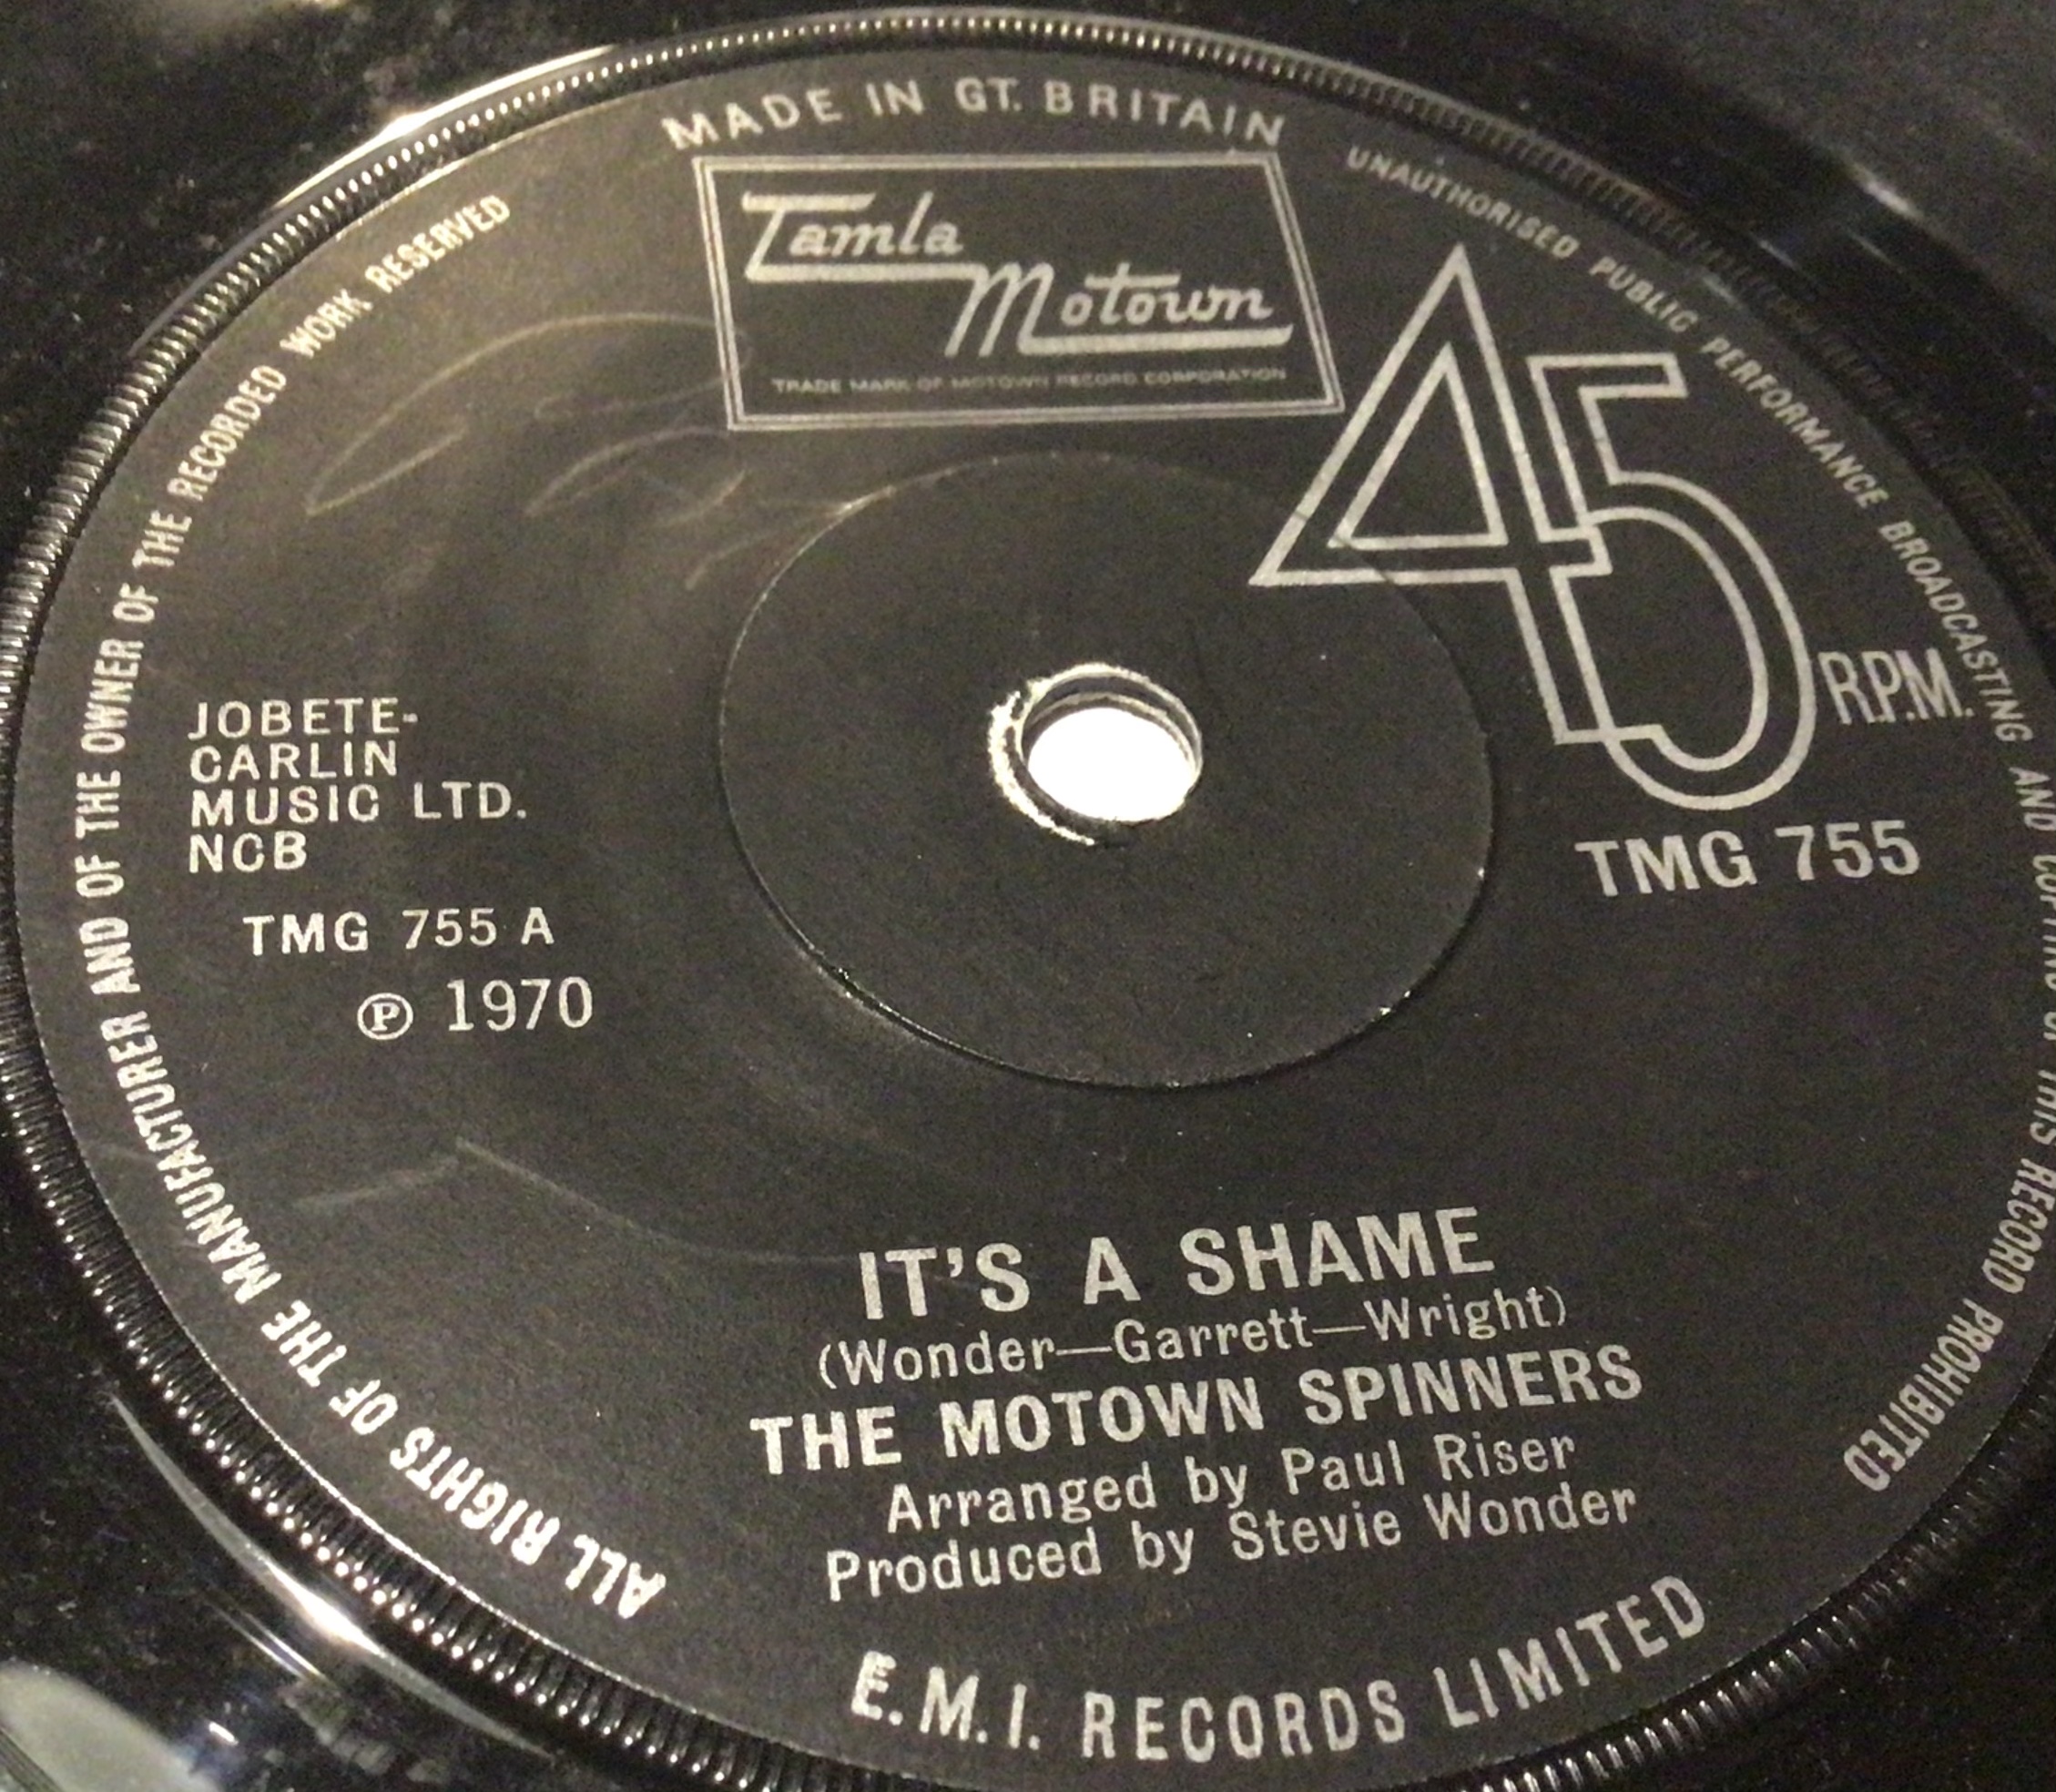 MADE IN GT. BRITAIN
Tamla
Motown
TRADE MARK OF MOTOWN RECORD CORPORATION
UNAUTHORISED PUBLIC PERFORMANCE BROADCASTING AND COPYING OF THIS RECORD PROHIBITED
ALL RIGHTS OF THE MANUFACTURER AND OF THE OWNER OF THE RECORDED WORK RESERVED
45
R.P.M.
TMG 755
JOBETE-
CARLIN
MUSIC LTD.
NCB
TMG 755 A
℗ 1970
IT'S A SHAME
(Wonder—Garrett—Wright)
THE MOTOWN SPINNERS
Arranged by Paul Riser
Produced by Stevie Wonder
E.M.I. RECORDS LIMITED